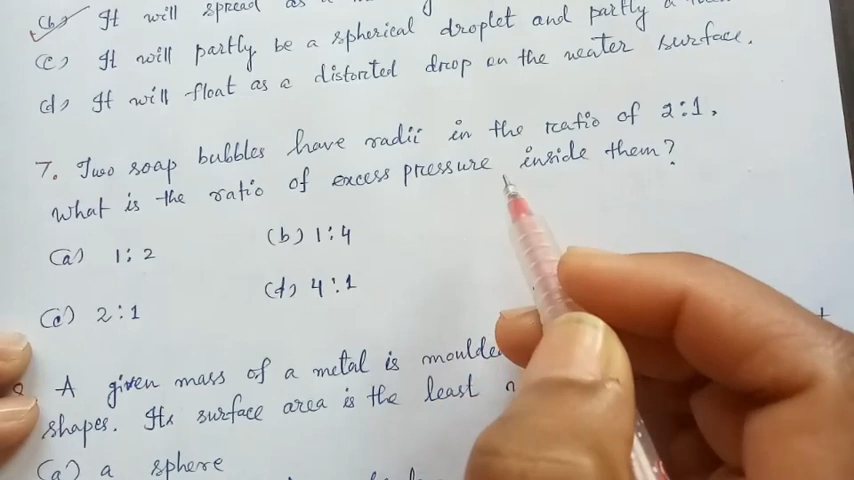 (b) It will spread as a
(c) It will partly be a spherical droplet and partly a
(d) It will float as a distorted drop on the water surface.
7. Two soap bubbles have radii in the ratio of 2:1.
What is the ratio of excess pressure inside them?
(a) 1:2 (b) 1:4
(c) 2:1 (d) 4:1
A given mass of a metal is moulded
shapes. Its surface area is the least
(a) a sphere